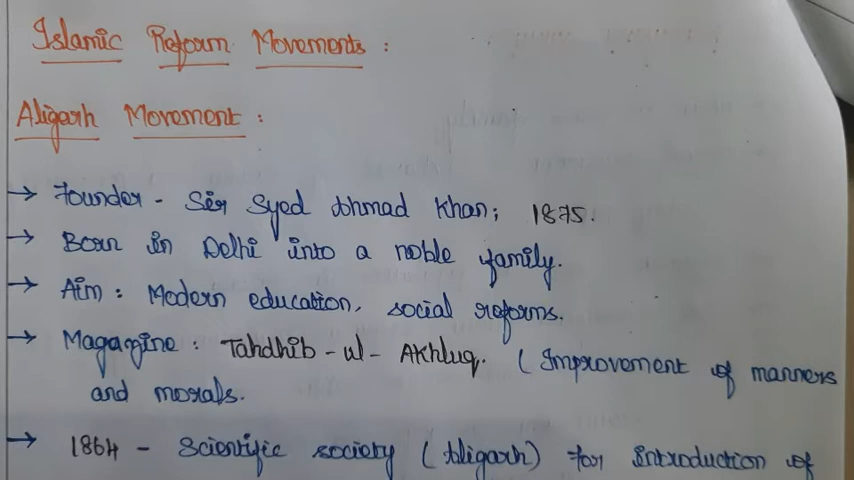 Islamic Reform Movements :
Aligarh Movement :
→ Founder - Sir Syed Ahmad Khan; 1875.
→ Born in Delhi into a noble family.
→ Aim : Modern education, social reforms.
→ Magazine : Tahdhib-ul-Akhluq. (Improvement of manners
and morals.
→ 1864 - Scientific society (Aligarh) for introduction of